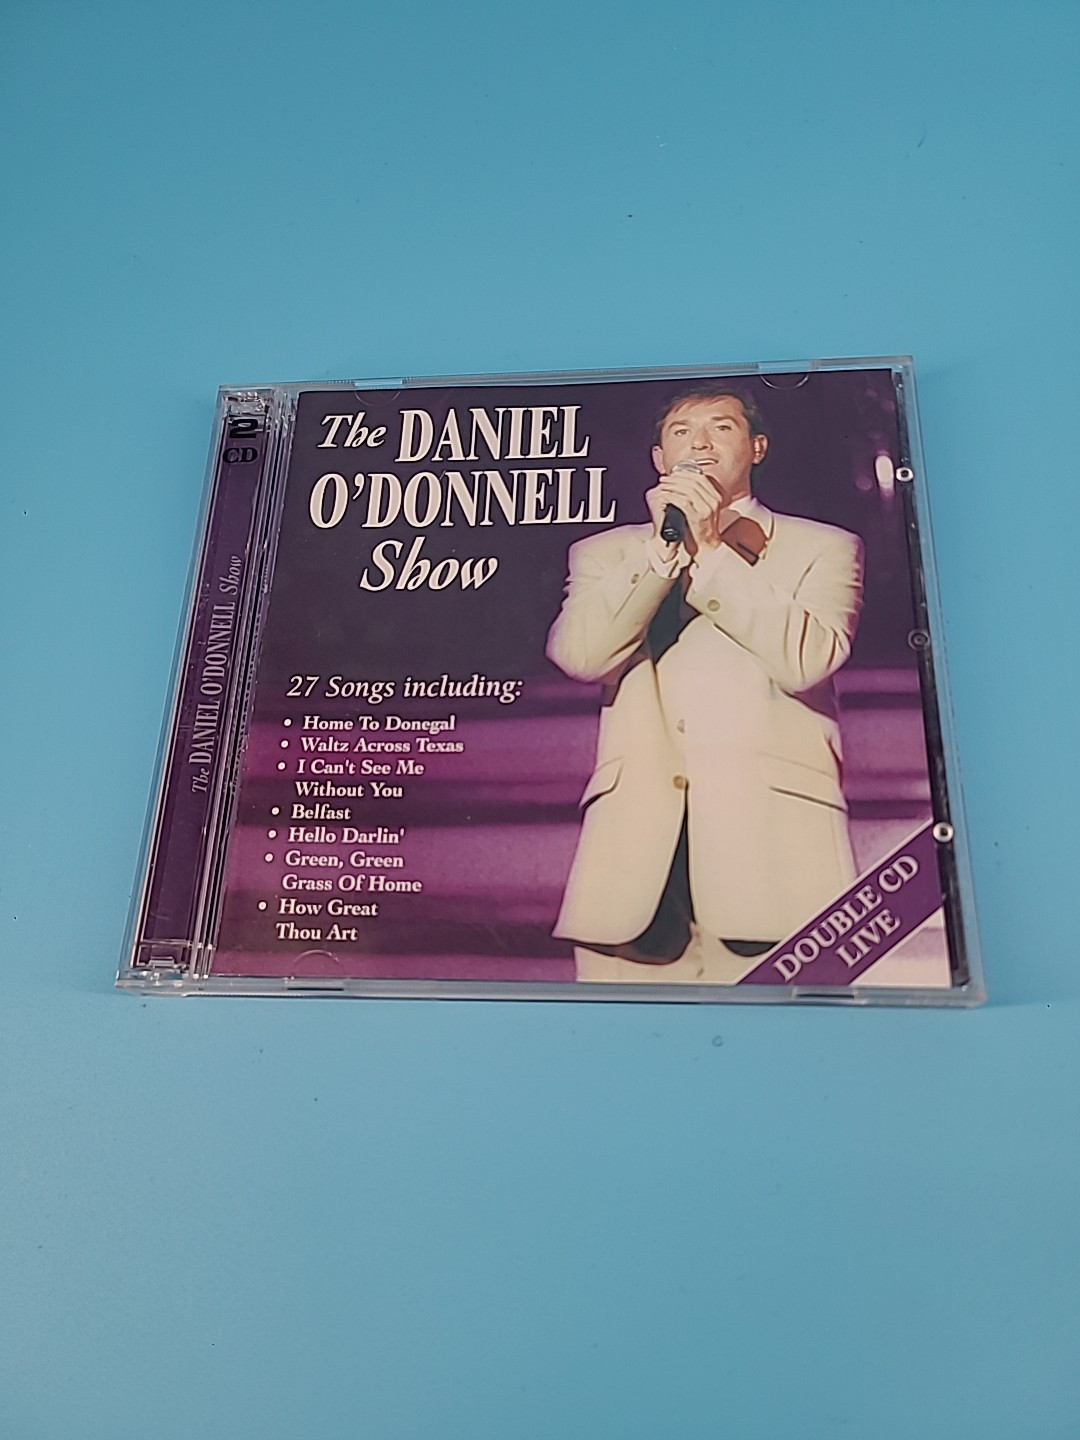 2
CD
The DANIEL O'DONNELL Show
The DANIEL
O'DONNELL
Show
27 Songs including:
• Home To Donegal
• Waltz Across Texas
• I Can't See Me
Without You
• Belfast
• Hello Darlin'
• Green, Green
Grass Of Home
• How Great
Thou Art
DOUBLE CD
LIVE